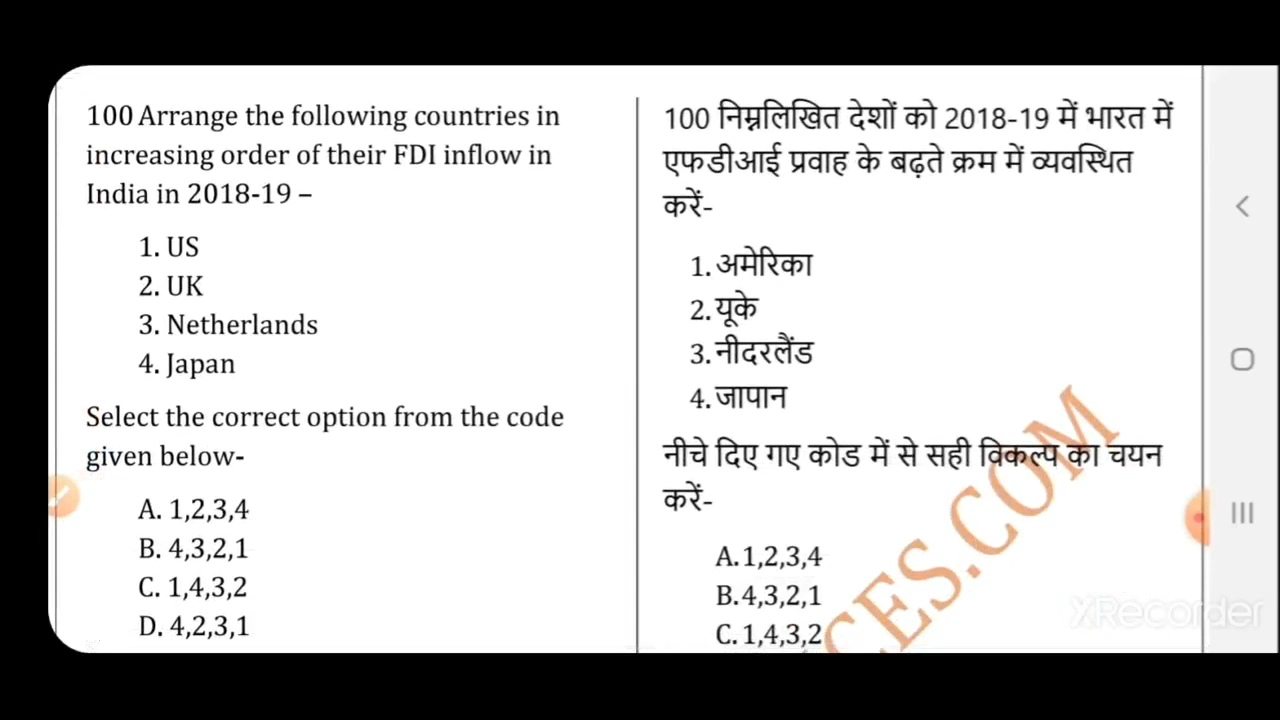 100 Arrange the following countries in
increasing order of their FDI inflow in
India in 2018-19 –
1. US
2. UK
3. Netherlands
4. Japan
Select the correct option from the code
given below-
A. 1,2,3,4
B. 4,3,2,1
C. 1,4,3,2
D. 4,2,3,1
100 निम्नलिखित देशों को 2018-19 में भारत में
एफडीआई प्रवाह के बढ़ते क्रम में व्यवस्थित
करें-
1. अमेरिका
2. यूके
3. नीदरलैंड
4. जापान
नीचे दिए गए कोड में से सही विकल्प का चयन
करें-
A. 1,2,3,4
B. 4,3,2,1
C. 1,4,3,2
CES.COM
XRecorder